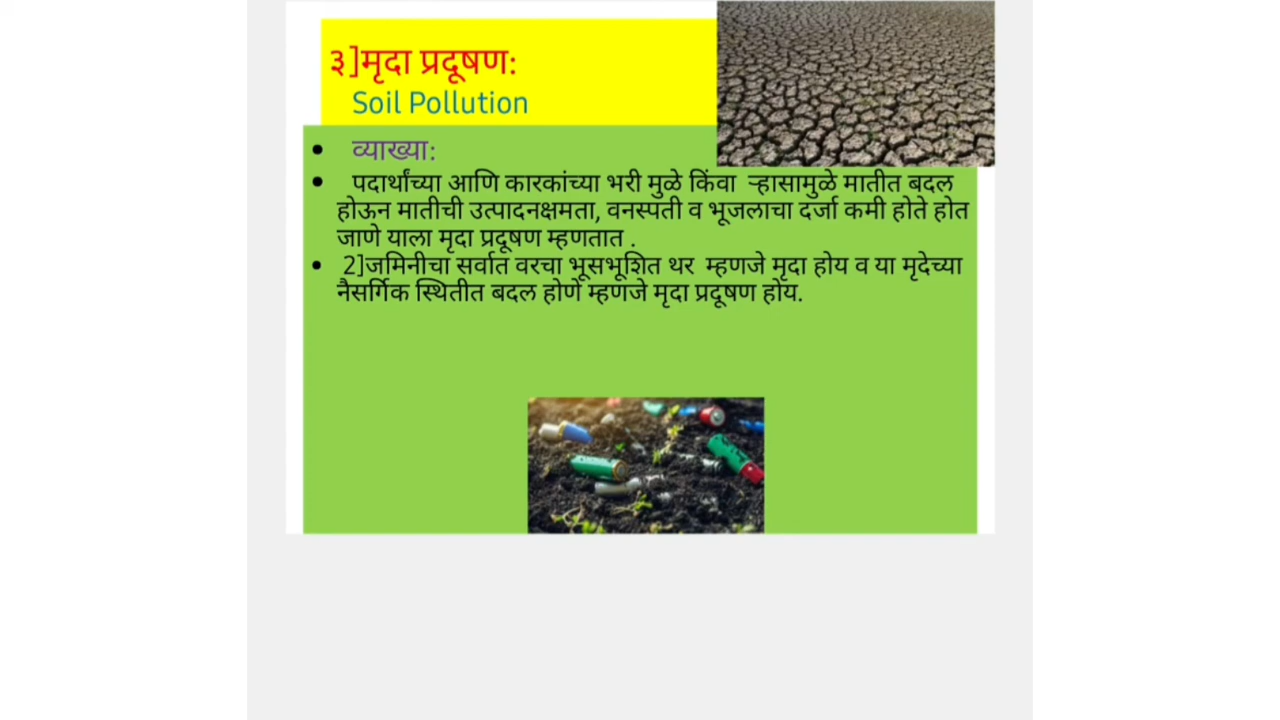 ३]मृदा प्रदूषण:
Soil Pollution
• व्याख्या:
• पदार्थांच्या आणि कारकांच्या भरी मुळे किंवा ऱ्हासामुळे मातीत बदल
होऊन मातीची उत्पादनक्षमता, वनस्पती व भूजलाचा दर्जा कमी होते होत
जाणे याला मृदा प्रदूषण म्हणतात .
• 2]जमिनीचा सर्वात वरचा भूसभूशित थर म्हणजे मृदा होय व या मृदेच्या
नैसर्गिक स्थितीत बदल होणे म्हणजे मृदा प्रदूषण होय.